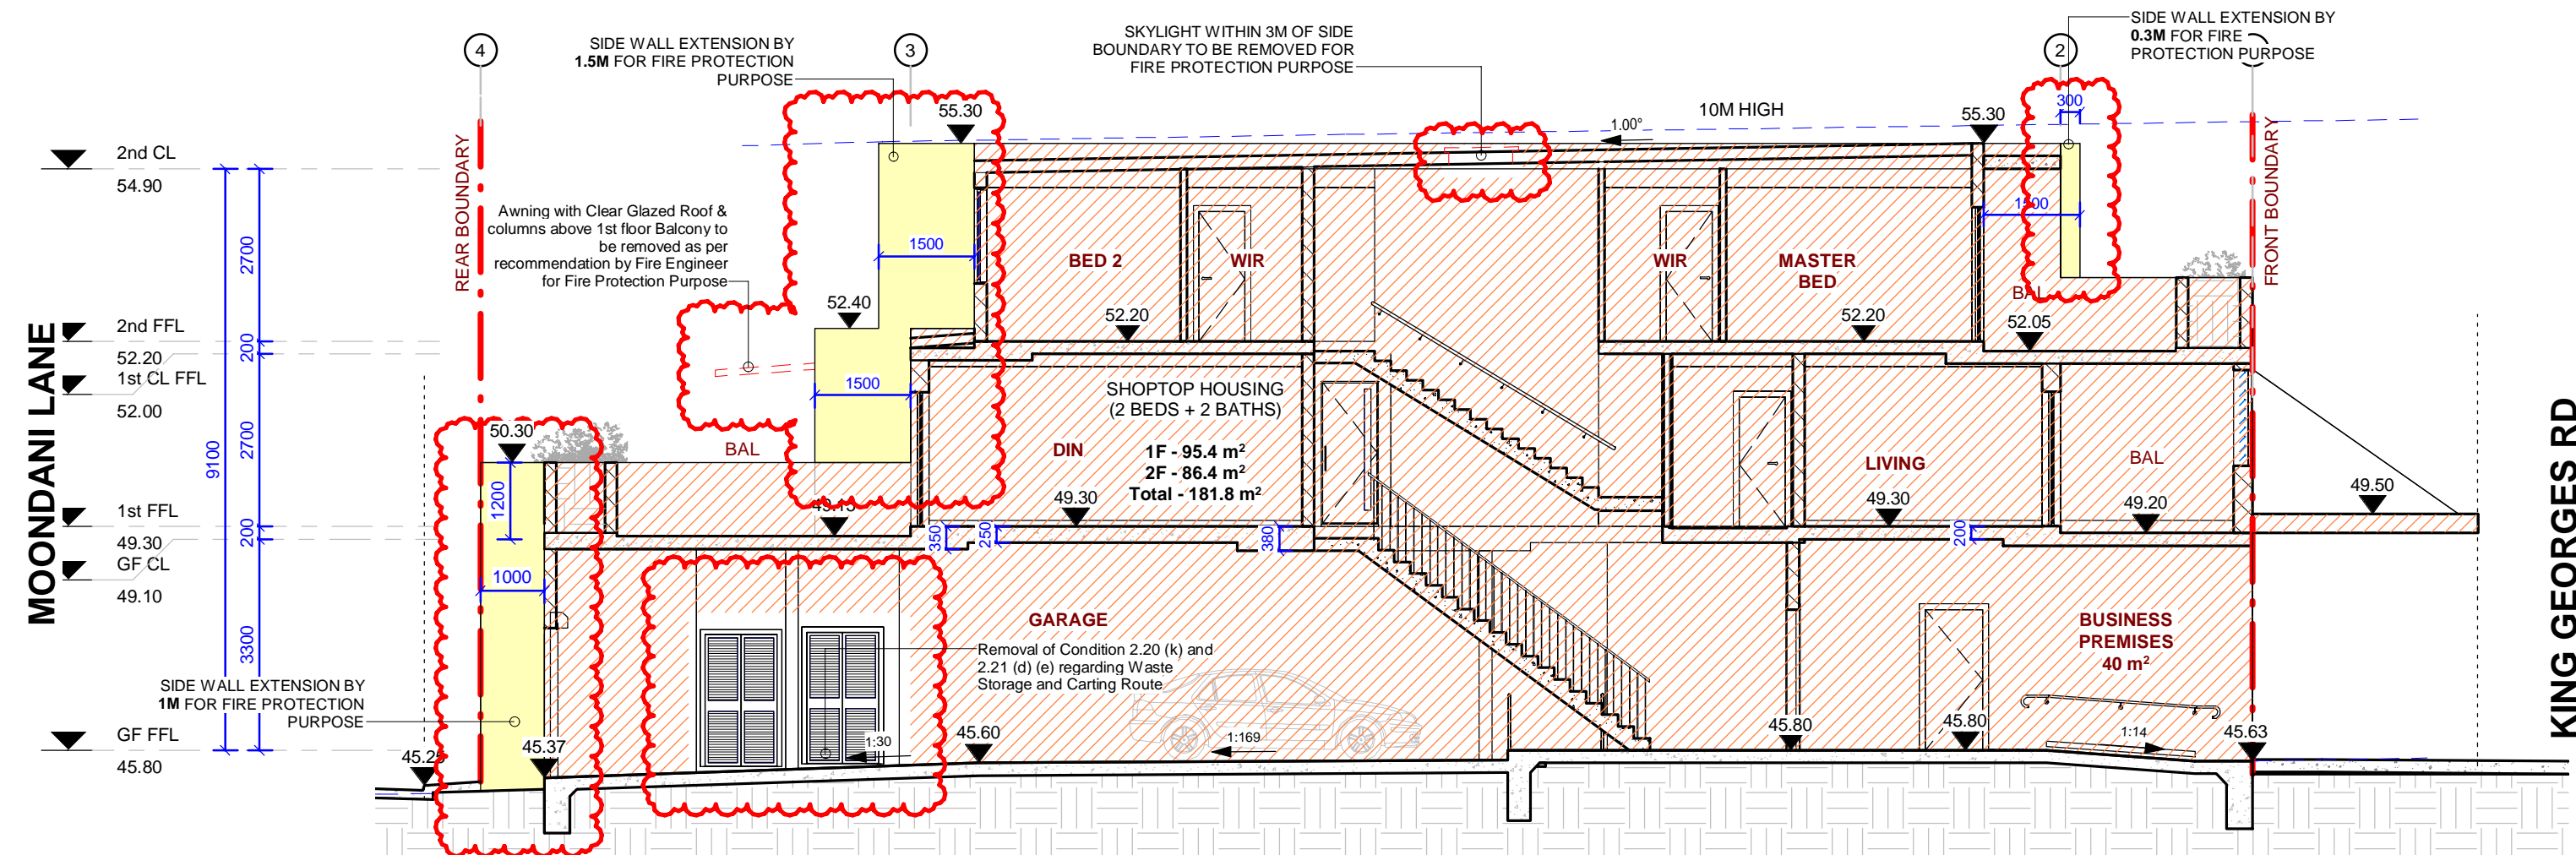 4
SIDE WALL EXTENSION BY
1.5M FOR FIRE PROTECTION
PURPOSE
3
SKYLIGHT WITHIN 3M OF SIDE
BOUNDARY TO BE REMOVED FOR
FIRE PROTECTION PURPOSE
2
SIDE WALL EXTENSION BY
0.3M FOR FIRE
PROTECTION PURPOSE
55.30
10M HIGH
1.00°
55.30
300
2nd CL
54.90
REAR BOUNDARY
FRONT BOUNDARY
Awning with Clear Glazed Roof &
columns above 1st floor Balcony to
be removed as per
recommendation by Fire Engineer
for Fire Protection Purpose
2700
1500
BED 2
WIR
WIR
MASTER
BED
1500
BAL
52.40
52.20
52.20
52.05
2nd FFL
52.20
200
1st CL FFL
52.00
MOONDANI LANE
KING GEORGES RD
1500
SHOPTOP HOUSING
(2 BEDS + 2 BATHS)
1F - 95.4 m²
2F - 86.4 m²
Total - 181.8 m²
9100
2700
50.30
BAL
DIN
LIVING
BAL
1200
49.30
49.30
49.20
49.50
1st FFL
49.30
200
350
250
380
200
GF CL
49.10
1000
3300
GARAGE
Removal of Condition 2.20 (k) and
2.21 (d) (e) regarding Waste
Storage and Carting Route
BUSINESS
PREMISES
40 m²
SIDE WALL EXTENSION BY
1M FOR FIRE PROTECTION
PURPOSE
GF FFL
45.80
45.37
1:30
45.60
1:169
45.80
45.80
1:14
45.63